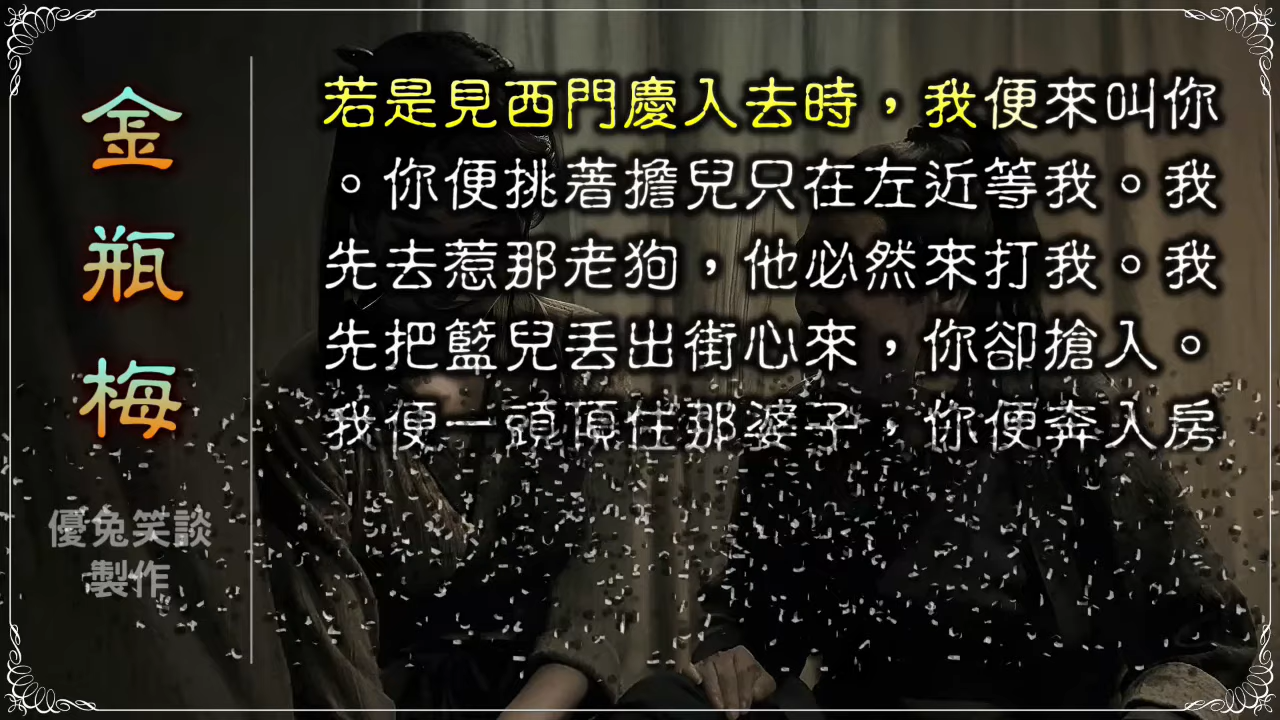 金瓶梅
優兔笑談
製作
若是見西門慶入去時，我便來叫你
。你便挑著擔兒只在左近等我。我
先去惹那老狗，他必然來打我。我
先把籃兒丟出街心來，你卻搶入。
我便一頭頂住那婆子，你便奔入房